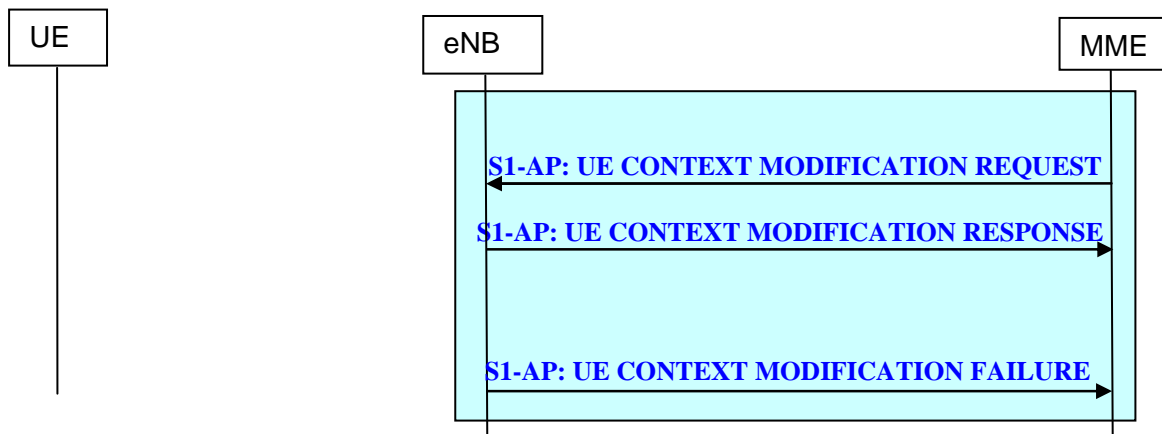 UE
eNB
MME
S1-AP: UE CONTEXT MODIFICATION REQUEST
S1-AP: UE CONTEXT MODIFICATION RESPONSE
S1-AP: UE CONTEXT MODIFICATION FAILURE